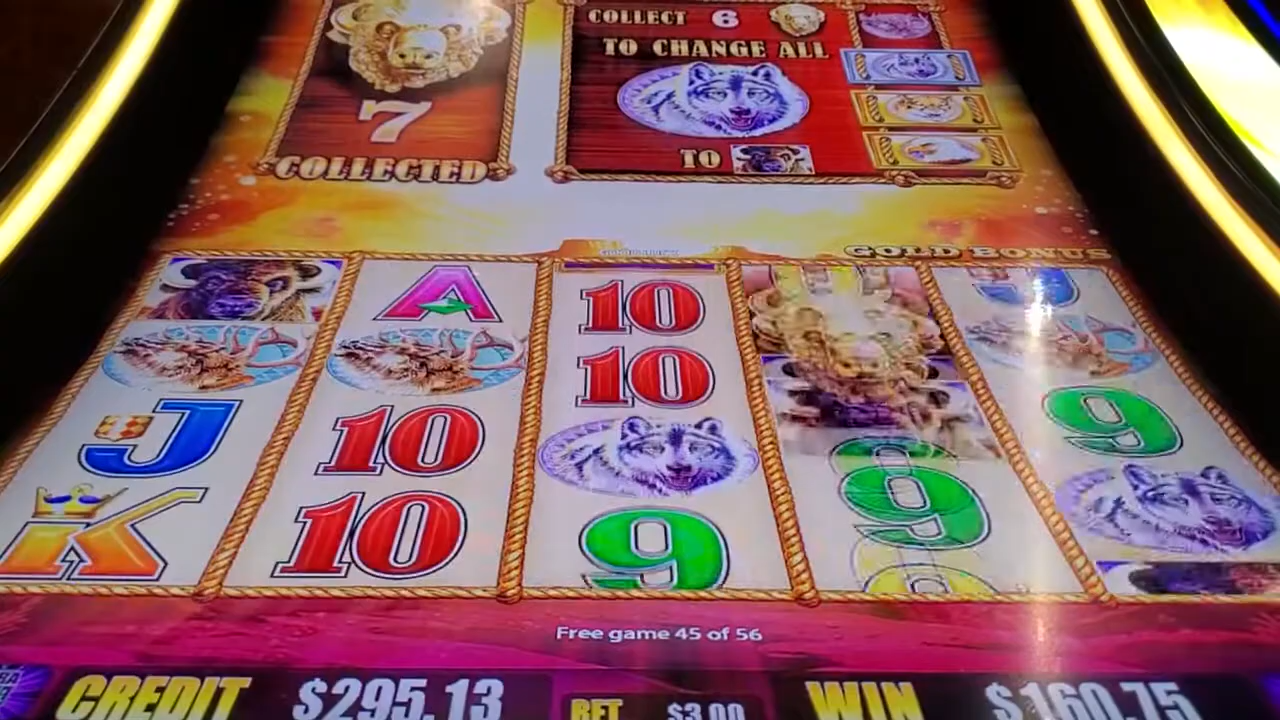 COLLECT 6
TO CHANGE ALL
TO
7
COLLECTED
GOLD BONUS
A
10
10
J
10
10
9
9
9
J
K
10
Free game 45 of 56
CREDIT $295.13
BET $3.00
WIN $160.75